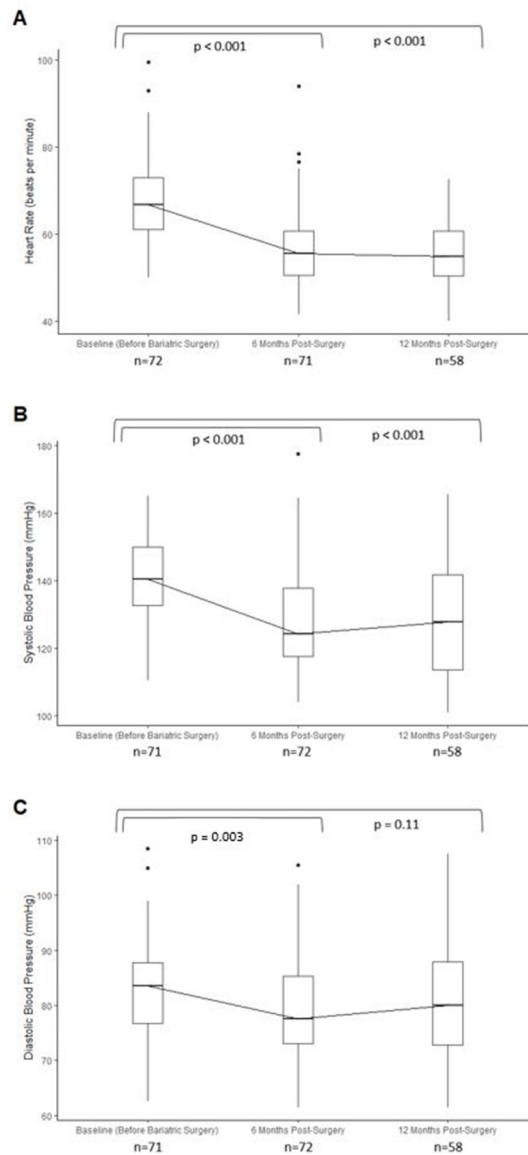 A
p < 0.001
p < 0.001
Heart Rate (beats per minute)
100
80
60
40
Baseline (Before Bariatric Surgery)
6 Months Post-Surgery
12 Months Post-Surgery
n=72
n=71
n=58
B
p < 0.001
p < 0.001
Systolic Blood Pressure (mmHg)
180
160
140
120
100
Baseline (Before Bariatric Surgery)
6 Months Post-Surgery
12 Months Post-Surgery
n=71
n=72
n=58
C
p = 0.003
p = 0.11
Diastolic Blood Pressure (mmHg)
110
100
90
80
70
60
Baseline (Before Bariatric Surgery)
6 Months Post-Surgery
12 Months Post-Surgery
n=71
n=72
n=58